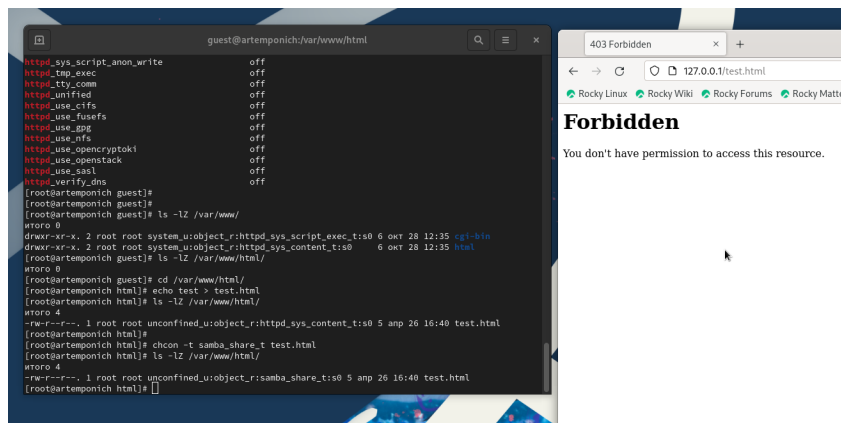 guest@artemponich:/var/www/html
httpd_sys_script_anon_write off
httpd_tmp_exec off
httpd_tty_comm off
httpd_unified off
httpd_use_cifs off
httpd_use_fusefs off
httpd_use_gpg off
httpd_use_nfs off
httpd_use_opencryptoki off
httpd_use_openstack off
httpd_use_sasl off
httpd_verify_dns off
[root@artemponich guest]#
[root@artemponich guest]#
[root@artemponich guest]# ls -lZ /var/www/
итого 0
drwxr-xr-x. 2 root root system_u:object_r:httpd_sys_script_exec_t:s0 6 окт 28 12:35 cgi-bin
drwxr-xr-x. 2 root root system_u:object_r:httpd_sys_content_t:s0 6 окт 28 12:35 html
[root@artemponich guest]# ls -lZ /var/www/html/
итого 0
[root@artemponich guest]# cd /var/www/html/
[root@artemponich html]# echo test > test.html
[root@artemponich html]# ls -lZ /var/www/html/
итого 4
-rw-r--r--. 1 root root unconfined_u:object_r:httpd_sys_content_t:s0 5 апр 26 16:40 test.html
[root@artemponich html]#
[root@artemponich html]# chcon -t samba_share_t test.html
[root@artemponich html]# ls -lZ /var/www/html/
итого 4
-rw-r--r--. 1 root root unconfined_u:object_r:samba_share_t:s0 5 апр 26 16:40 test.html
[root@artemponich html]#
403 Forbidden
127.0.0.1/test.html
Rocky Linux Rocky Wiki Rocky Forums Rocky Matte
Forbidden
You don't have permission to access this resource.